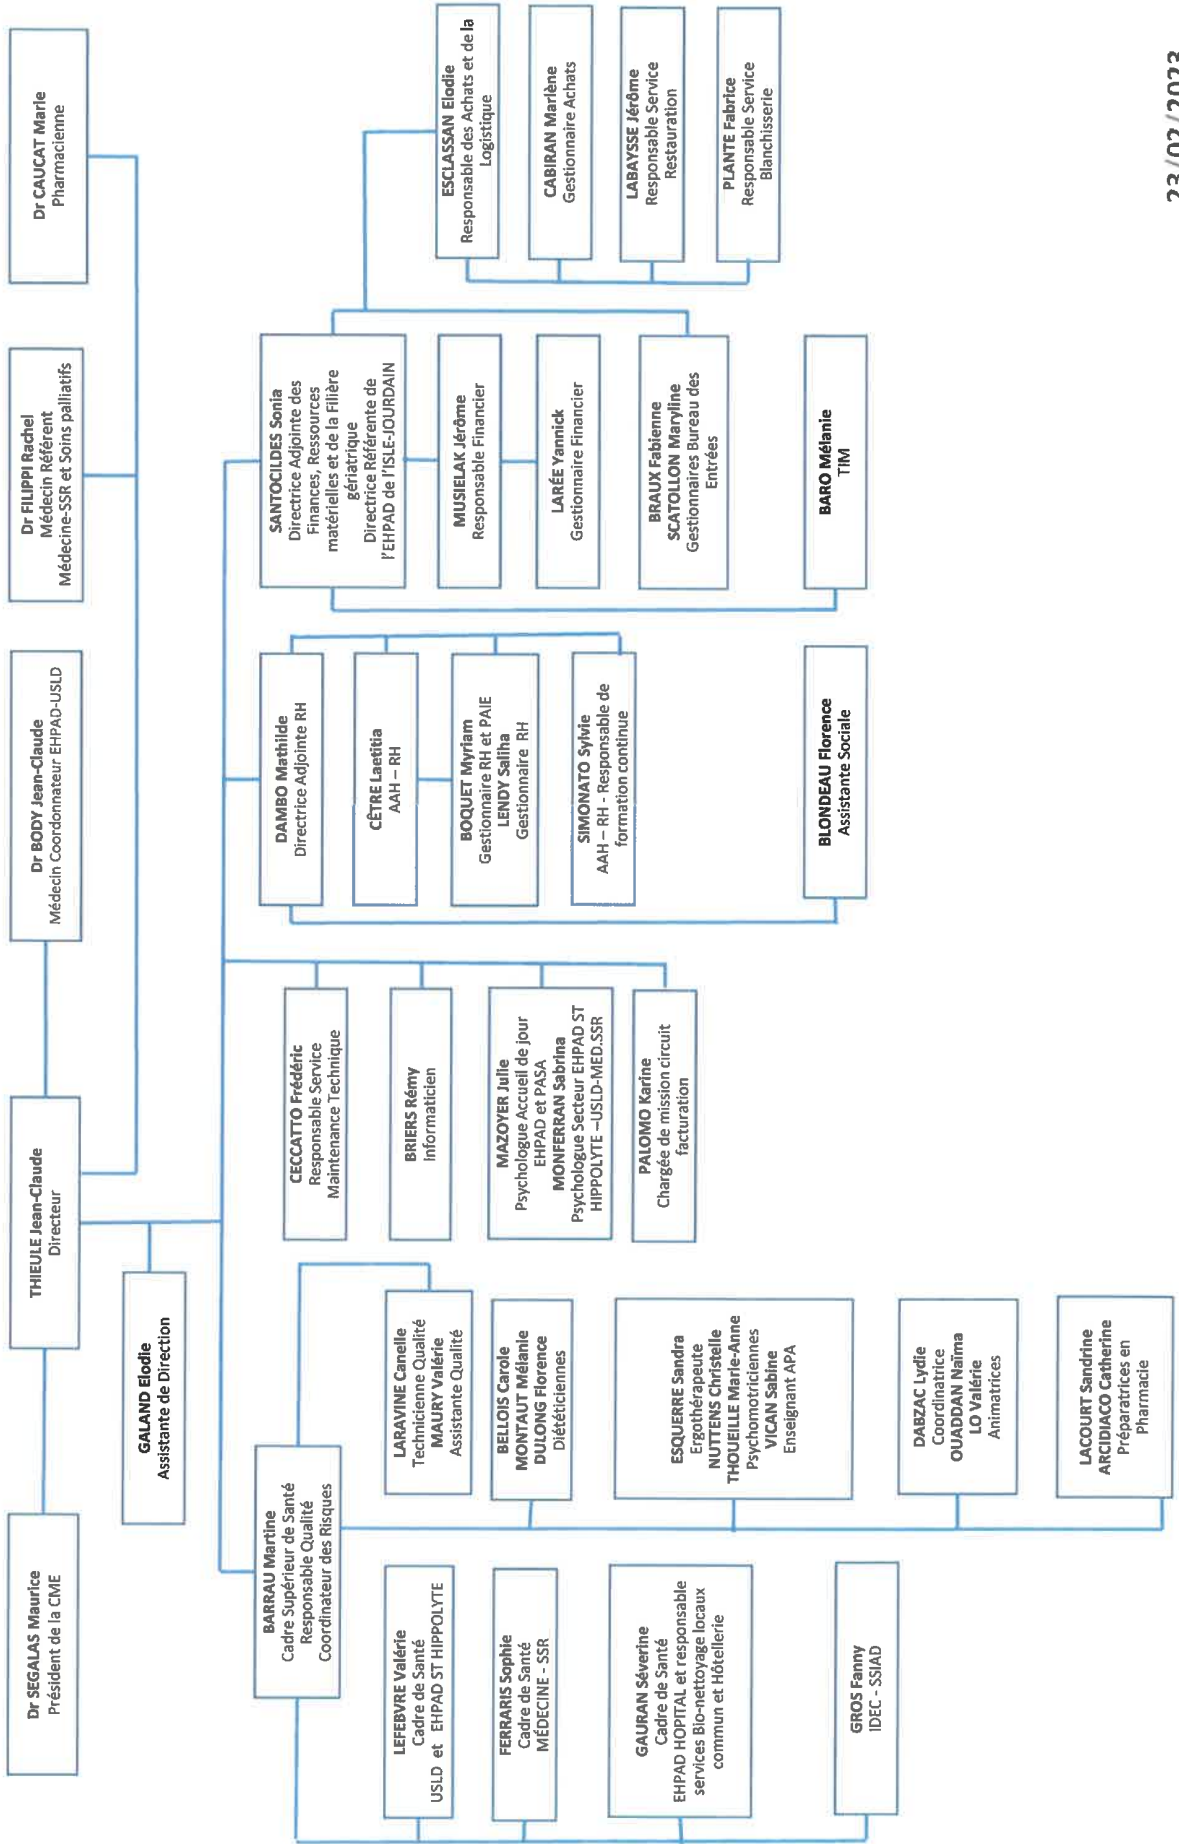 Dr SEGALAS Maurice
Président de la CME
THIEULE Jean-Claude
Directeur
Dr BODY Jean-Claude
Médecin Coordonnateur EHPAD-USLD
Dr FILIPPI Rachel
Médecin Référent
Médecine-SSR et Soins palliatifs
Dr CAUCAT Marie
Pharmacienne
GALAND Elodie
Assistante de Direction
BARRAU Martine
Cadre Supérieur de Santé
Responsable Qualité
Coordinateur des Risques
LEFEBVRE Valérie
Cadre de Santé
USLD et EHPAD ST HIPPOLYTE
FERRARIS Sophie
Cadre de Santé
MÉDECINE - SSR
GAURAN Séverine
Cadre de Santé
EHPAD HOPITAL et responsable
services Bio-nettoyage locaux
commun et Hôtellerie
GROS Fanny
IDEC - SSIAD
LARAVINE Canelle
Technicienne Qualité
MAURY Valérie
Assistante Qualité
BELLOIS Carole
MONTAUT Mélanie
DULONG Florence
Diététiciennes
ESQUERRE Sandra
Ergothérapeute
NUTTENS Christelle
THOUEILLE Marie-Anne
Psychomotriciennes
VICAN Sabine
Enseignant APA
DABZAC Lydie
Coordinatrice
OUADDAN Naïma
LO Valérie
Animatrices
LACOURT Sandrine
ARCIDIACO Catherine
Préparatrices en
Pharmacie
CECCATTO Frédéric
Responsable Service
Maintenance Technique
BRIERS Rémy
Informaticien
MAZOYER Julie
Psychologue Accueil de jour
EHPAD et PASA
MONFERRAN Sabrina
Psychologue Secteur EHPAD ST
HIPPOLYTE –USLD-MED.SSR
PALOMO Karine
Chargée de mission circuit
facturation
DAMBO Mathilde
Directrice Adjointe RH
CÊTRE Laetitia
AAH – RH
BOQUET Myriam
Gestionnaire RH et PAIE
LENDY Saliha
Gestionnaire RH
SIMONATO Sylvie
AAH – RH - Responsable de
formation continue
BLONDEAU Florence
Assistante Sociale
SANTOCILDES Sonia
Directrice Adjointe des
Finances, Ressources
matérielles et de la Filière
gériatrique
Directrice Référente de
l'EHPAD de l'ISLE-JOURDAIN
MUSIELAK Jérôme
Responsable Financier
LARÉE Yannick
Gestionnaire Financier
BRAUX Fabienne
SCATOLLON Maryline
Gestionnaires Bureau des
Entrées
BARO Mélanie
TIM
ESCLASSAN Elodie
Responsable des Achats et de la
Logistique
CABIRAN Marlène
Gestionnaire Achats
LABAYSSE Jérôme
Responsable Service
Restauration
PLANTE Fabrice
Responsable Service
Blanchisserie
23/02/2023